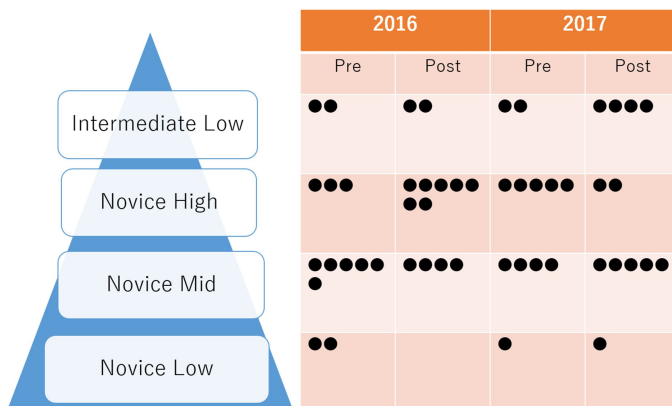 2016 2017
Pre Post Pre Post
Intermediate Low
Novice High
Novice Mid
Novice Low